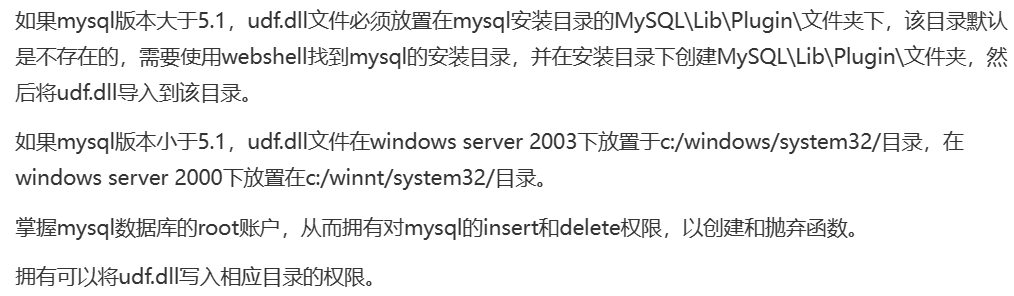 如果mysql版本大于5.1，udf.dll文件必须放置在mysql安装目录的MySQL\Lib\Plugin\文件夹下，该目录默认
是不存在的，需要使用webshell找到mysql的安装目录，并在安装目录下创建MySQL\Lib\Plugin\文件夹，然
后将udf.dll导入到该目录。
如果mysql版本小于5.1，udf.dll文件在windows server 2003下放置于c:/windows/system32/目录，在
windows server 2000下放置在c:/winnt/system32/目录。
掌握mysql数据库的root账户，从而拥有对mysql的insert和delete权限，以创建和抛弃函数。
拥有可以将udf.dll写入相应目录的权限。